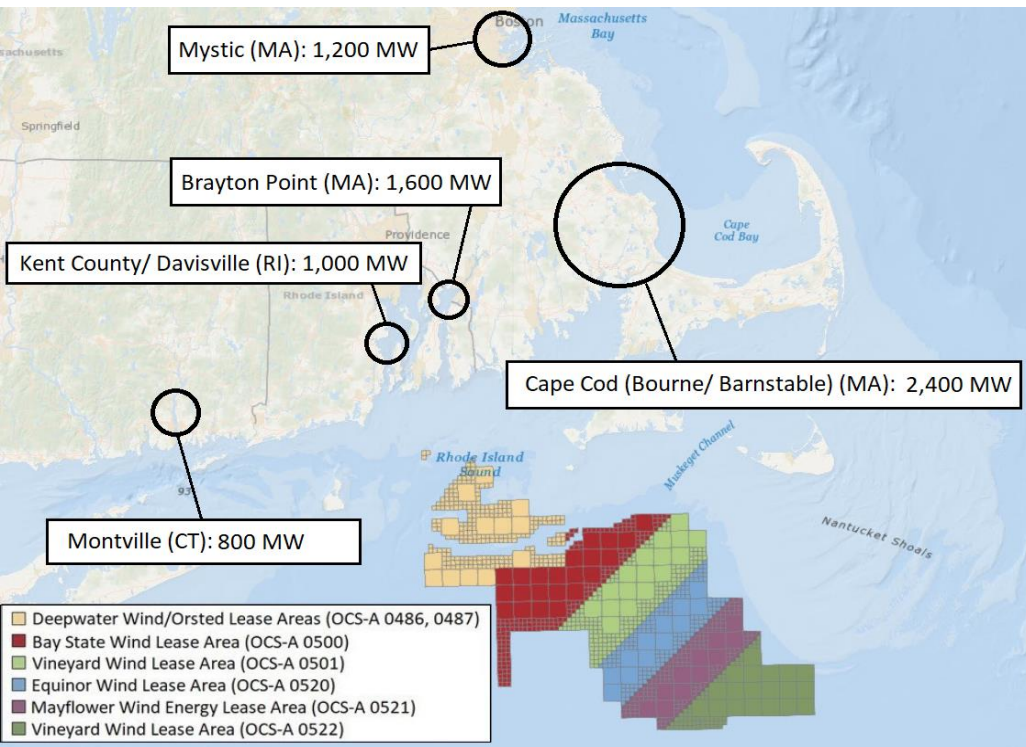 Boston
Massachusetts
Bay
Mystic (MA): 1,200 MW
sachusetts
Springfield
Brayton Point (MA): 1,600 MW
Providence
Cape
Cod Bay
Kent County/ Davisville (RI): 1,000 MW
Rhode Island
Cape Cod (Bourne/ Barnstable) (MA): 2,400 MW
Rhode Island
Sound
Muskeget Channel
93
Nantucket Shoals
Montville (CT): 800 MW
Deepwater Wind/Orsted Lease Areas (OCS-A 0486, 0487)
Bay State Wind Lease Area (OCS-A 0500)
Vineyard Wind Lease Area (OCS-A 0501)
Equinor Wind Lease Area (OCS-A 0520)
Mayflower Wind Energy Lease Area (OCS-A 0521)
Vineyard Wind Lease Area (OCS-A 0522)